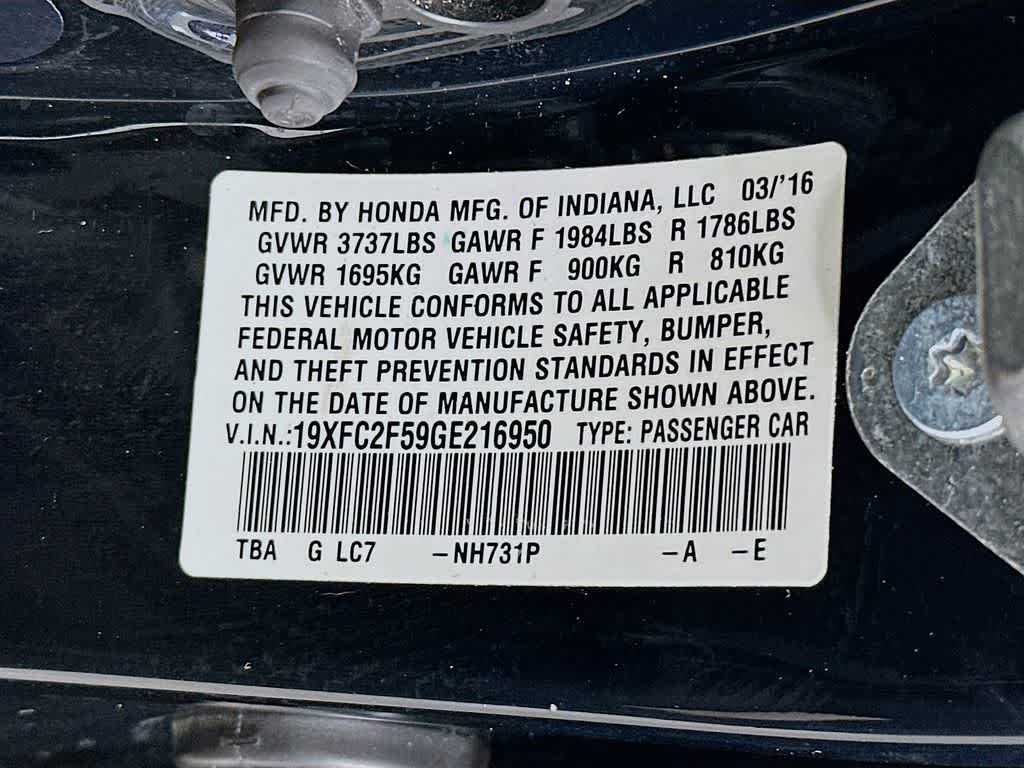 MFD. BY HONDA MFG. OF INDIANA, LLC 03/'16
GVWR 3737LBS GAWR F 1984LBS R 1786LBS
GVWR 1695KG GAWR F 900KG R 810KG
THIS VEHICLE CONFORMS TO ALL APPLICABLE
FEDERAL MOTOR VEHICLE SAFETY, BUMPER,
AND THEFT PREVENTION STANDARDS IN EFFECT
ON THE DATE OF MANUFACTURE SHOWN ABOVE.
V.I.N.:19XFC2F59GE216950 TYPE: PASSENGER CAR
TBA G LC7 –NH731P –A –E